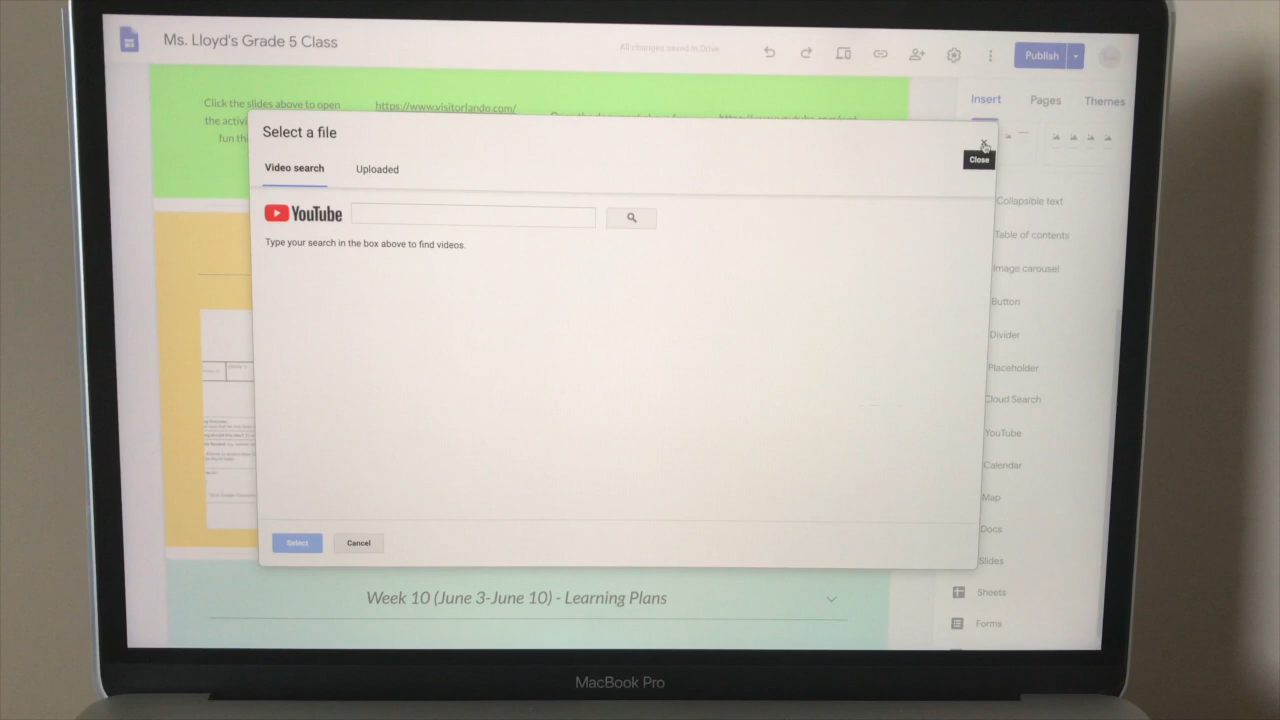 Ms. Lloyd's Grade 5 Class
All changes saved in Drive
Publish
Insert
Pages
Themes
Click the slides above to open
the activi
fun thi
https://www.visitorlando.com/
Select a file
Close
Video search
Uploaded
YouTube
Type your search in the box above to find videos.
Select
Cancel
Collapsible text
Table of contents
Image carousel
Button
Divider
Placeholder
Cloud Search
YouTube
Calendar
Map
Docs
Slides
Sheets
Forms
Week 10 (June 3-June 10) - Learning Plans
MacBook Pro